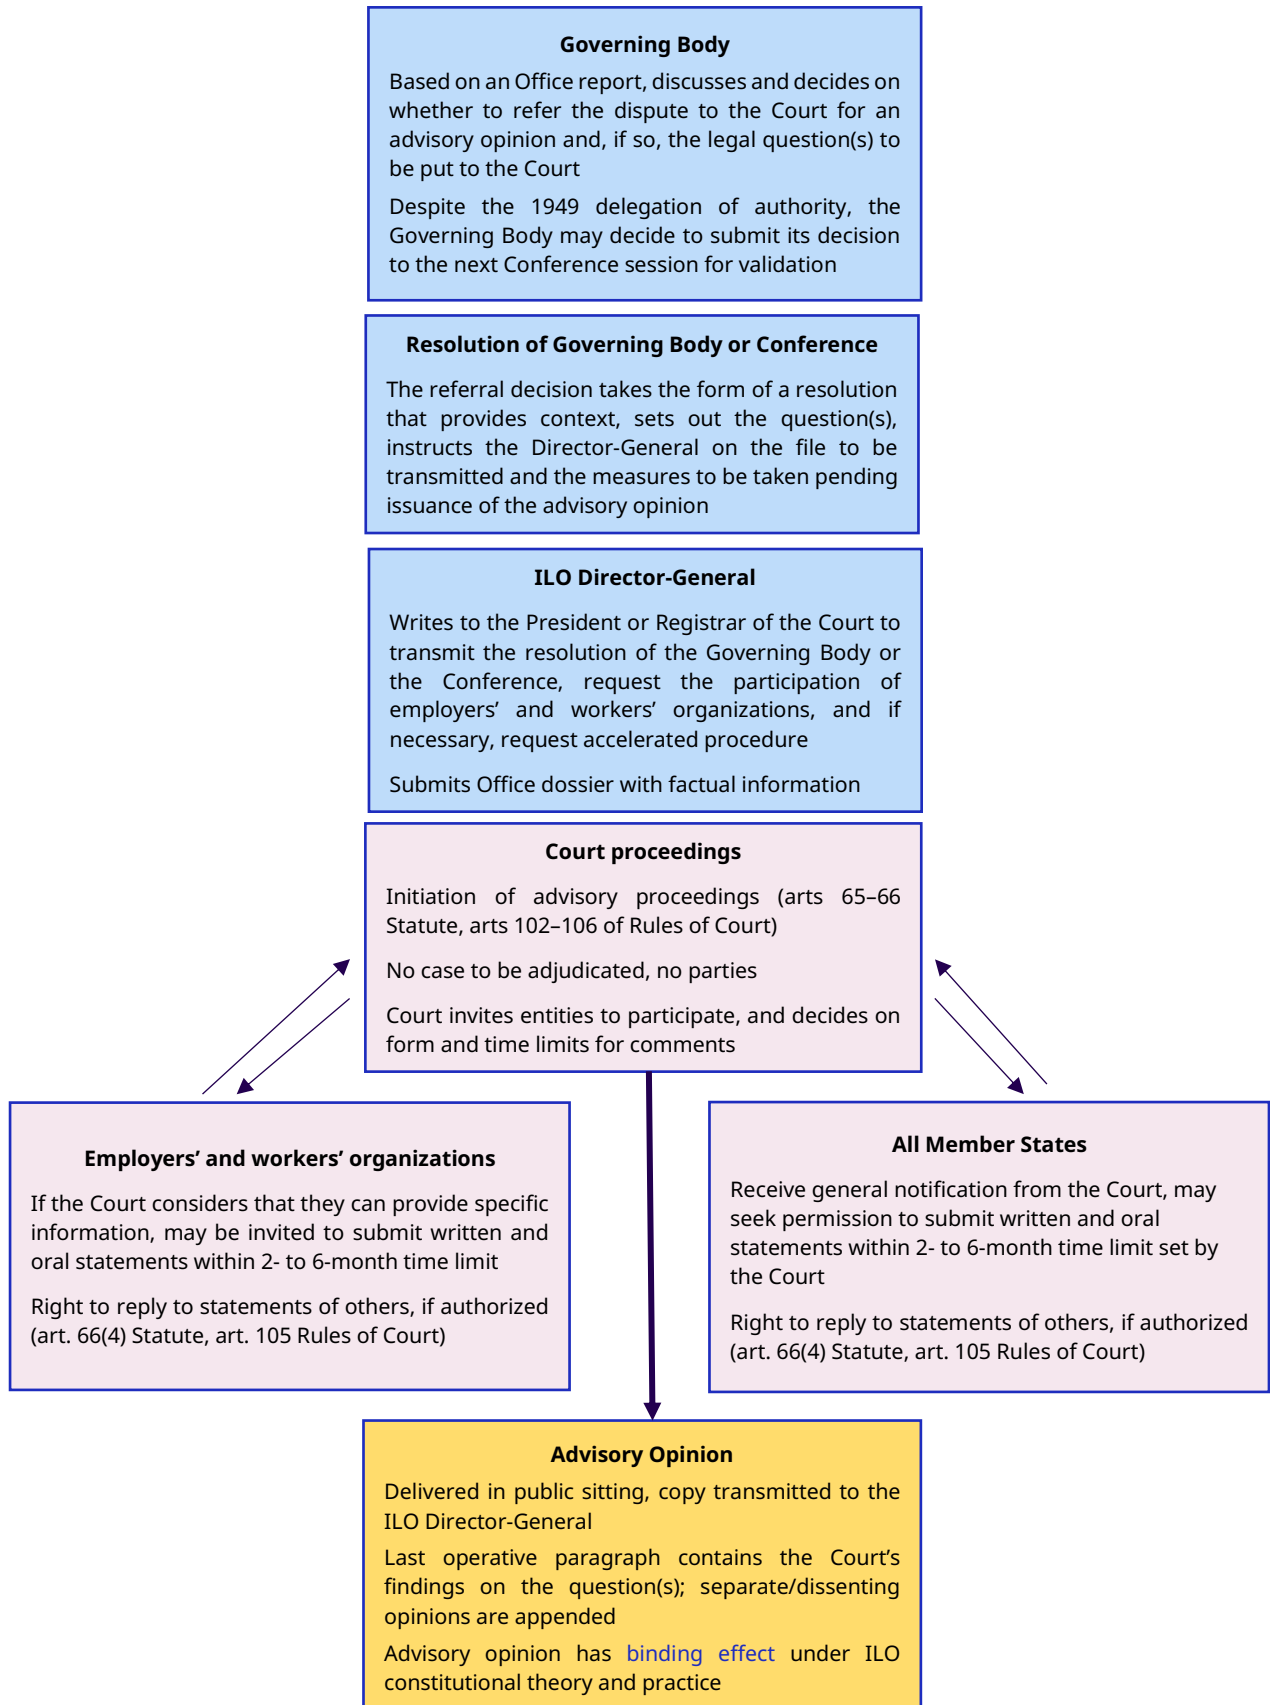 Governing Body
Based on an Office report, discusses and decides on
whether to refer the dispute to the Court for an
advisory opinion and, if so, the legal question(s) to
be put to the Court
Despite the 1949 delegation of authority, the
Governing Body may decide to submit its decision
to the next Conference session for validation
Resolution of Governing Body or Conference
The referral decision takes the form of a resolution
that provides context, sets out the question(s),
instructs the Director-General on the file to be
transmitted and the measures to be taken pending
issuance of the advisory opinion
ILO Director-General
Writes to the President or Registrar of the Court to
transmit the resolution of the Governing Body or
the Conference, request the participation of
employers’ and workers’ organizations, and if
necessary, request accelerated procedure
Submits Office dossier with factual information
Court proceedings
Initiation of advisory proceedings (arts 65–66
Statute, arts 102–106 of Rules of Court)
No case to be adjudicated, no parties
Court invites entities to participate, and decides on
form and time limits for comments
Employers’ and workers’ organizations
If the Court considers that they can provide specific
information, may be invited to submit written and
oral statements within 2- to 6-month time limit
Right to reply to statements of others, if authorized
(art. 66(4) Statute, art. 105 Rules of Court)
All Member States
Receive general notification from the Court, may
seek permission to submit written and oral
statements within 2- to 6-month time limit set by
the Court
Right to reply to statements of others, if authorized
(art. 66(4) Statute, art. 105 Rules of Court)
Advisory Opinion
Delivered in public sitting, copy transmitted to the
ILO Director-General
Last operative paragraph contains the Court’s
findings on the question(s); separate/dissenting
opinions are appended
Advisory opinion has binding effect under ILO
constitutional theory and practice